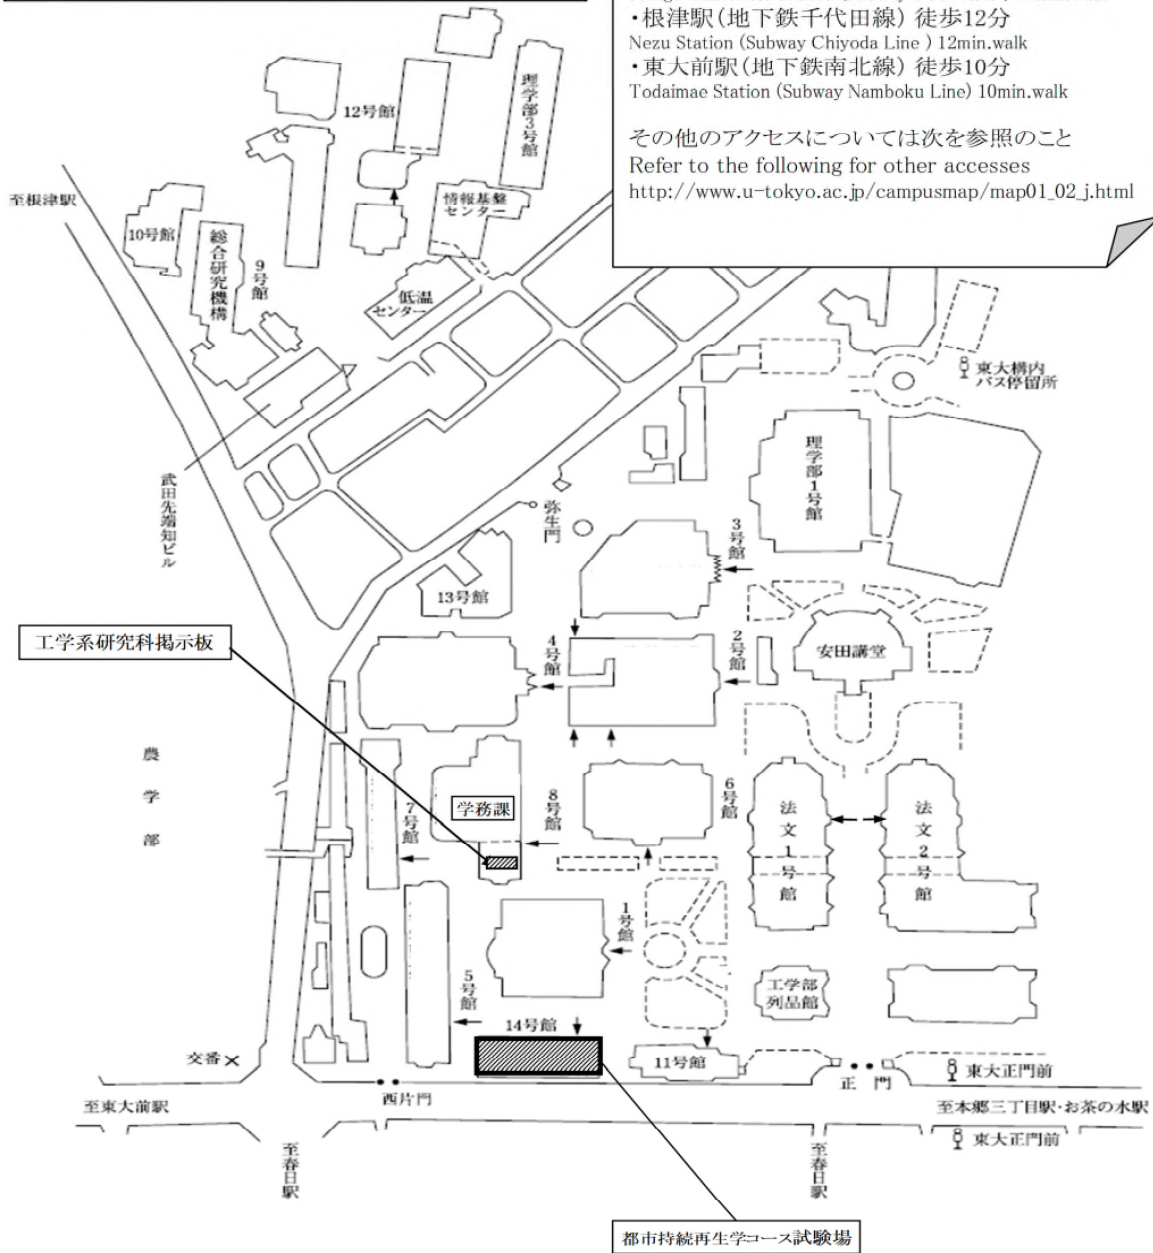 ・根津駅(地下鉄千代田線) 徒歩12分
Nezu Station (Subway Chiyoda Line ) 12min.walk
・東大前駅(地下鉄南北線) 徒歩10分
Todaimae Station (Subway Namboku Line) 10min.walk
その他のアクセスについては次を参照のこと
Refer to the following for other accesses
http://www.u-tokyo.ac.jp/campusmap/map01_02_j.html
12号館
理学部3号館
至根津駅
10号館
総合研究機構
9号館
情報基盤
センター
低温
センター
東大構内
バス停留所
理学部1号館
武田先端知ビル
弥生門
3号館
13号館
工学系研究科掲示板
4号館
2号館
安田講堂
農学部
学務課
7号館
8号館
6号館
法文1号館
法文2号館
1号館
5号館
工学部
列品館
14号館
11号館
交番
西片門
正門
東大正門前
至東大前駅
至本郷三丁目駅・お茶の水駅
東大正門前
至春日駅
至春日駅
都市持続再生学コース試験場